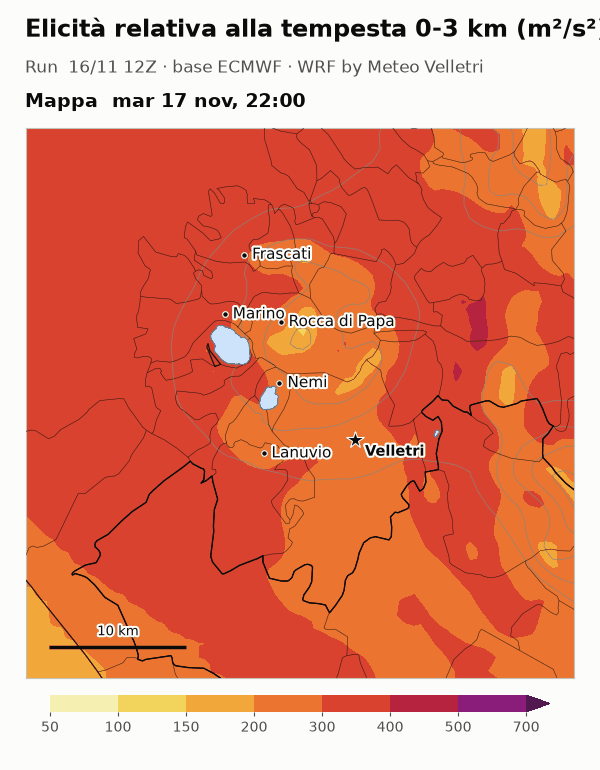 Elicità relativa alla tempesta 0-3 km (m²/s²)
Run  16/11 12Z · base ECMWF · WRF by Meteo Velletri
Mappa  mar 17 nov, 22:00
Frascati
Marino
Rocca di Papa
Nemi
Velletri
Lanuvio
10 km
50 100 150 200 300 400 500 700